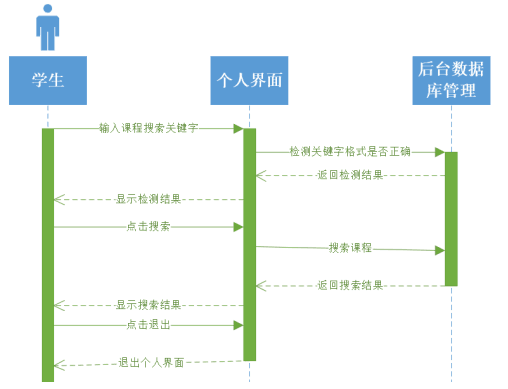 学生
个人界面
后台数据
库管理
输入课程搜索关键字
检测关键字格式是否正确
返回检测结果
显示检测结果
点击搜索
搜索课程
返回搜索结果
显示搜索结果
点击退出
退出个人界面